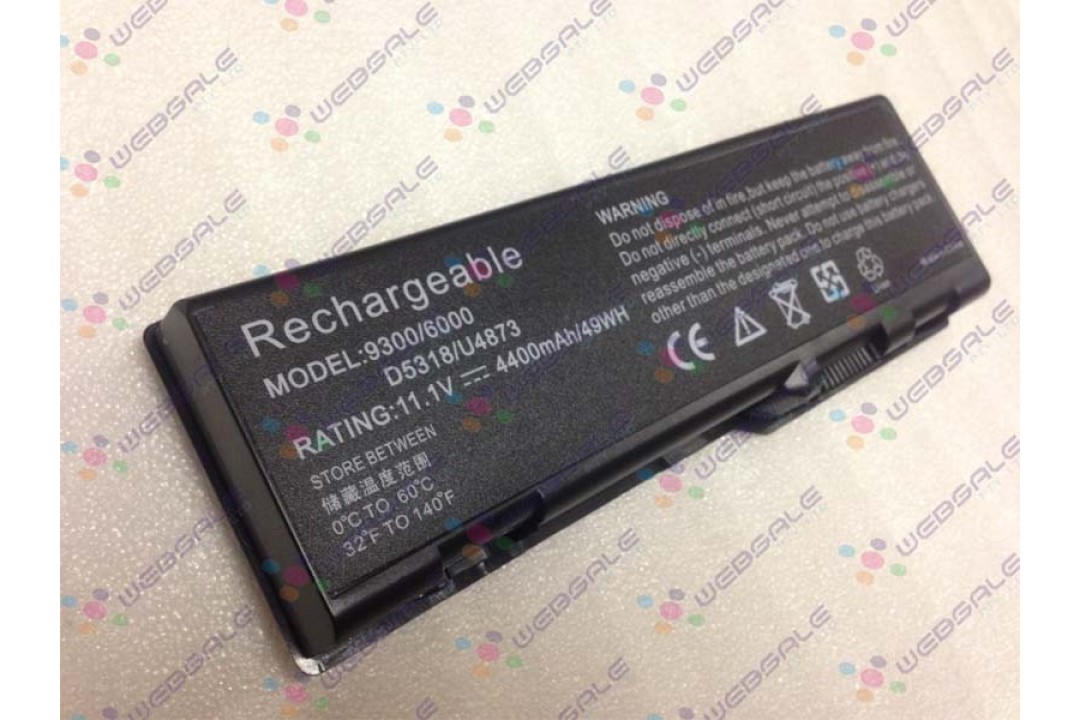 Rechargeable
MODEL:9300/6000
D5318/U4873
RATING:11.1V ⎓ 4400mAh/49WH
STORE BETWEEN
储藏温度范围
0°C TO 60°C
32°F TO 140°F
WARNING
Do not dispose of in fire,but keep the battery away from fire.
Do not directly connect (short circuit) the positive (+) and
negative (-) terminals. Never attempt to disassemble or
reassemble the battery pack. Do not use battery chargers
other than the designated one to charge this battery pack
CE
WEBSALE